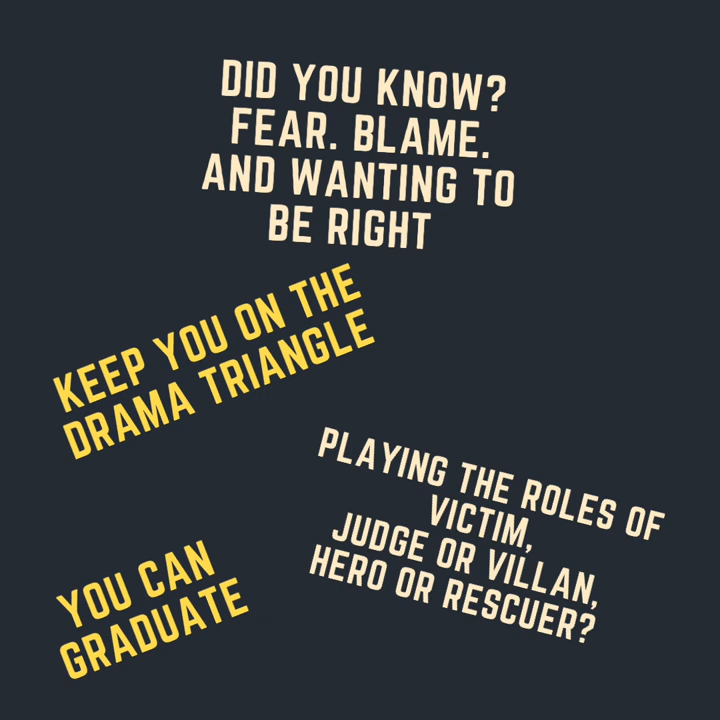 DID YOU KNOW?
FEAR. BLAME.
AND WANTING TO
BE RIGHT
KEEP YOU ON THE
DRAMA TRIANGLE
PLAYING THE ROLES OF
VICTIM,
JUDGE OR VILLAN,
HERO OR RESCUER?
YOU CAN
GRADUATE